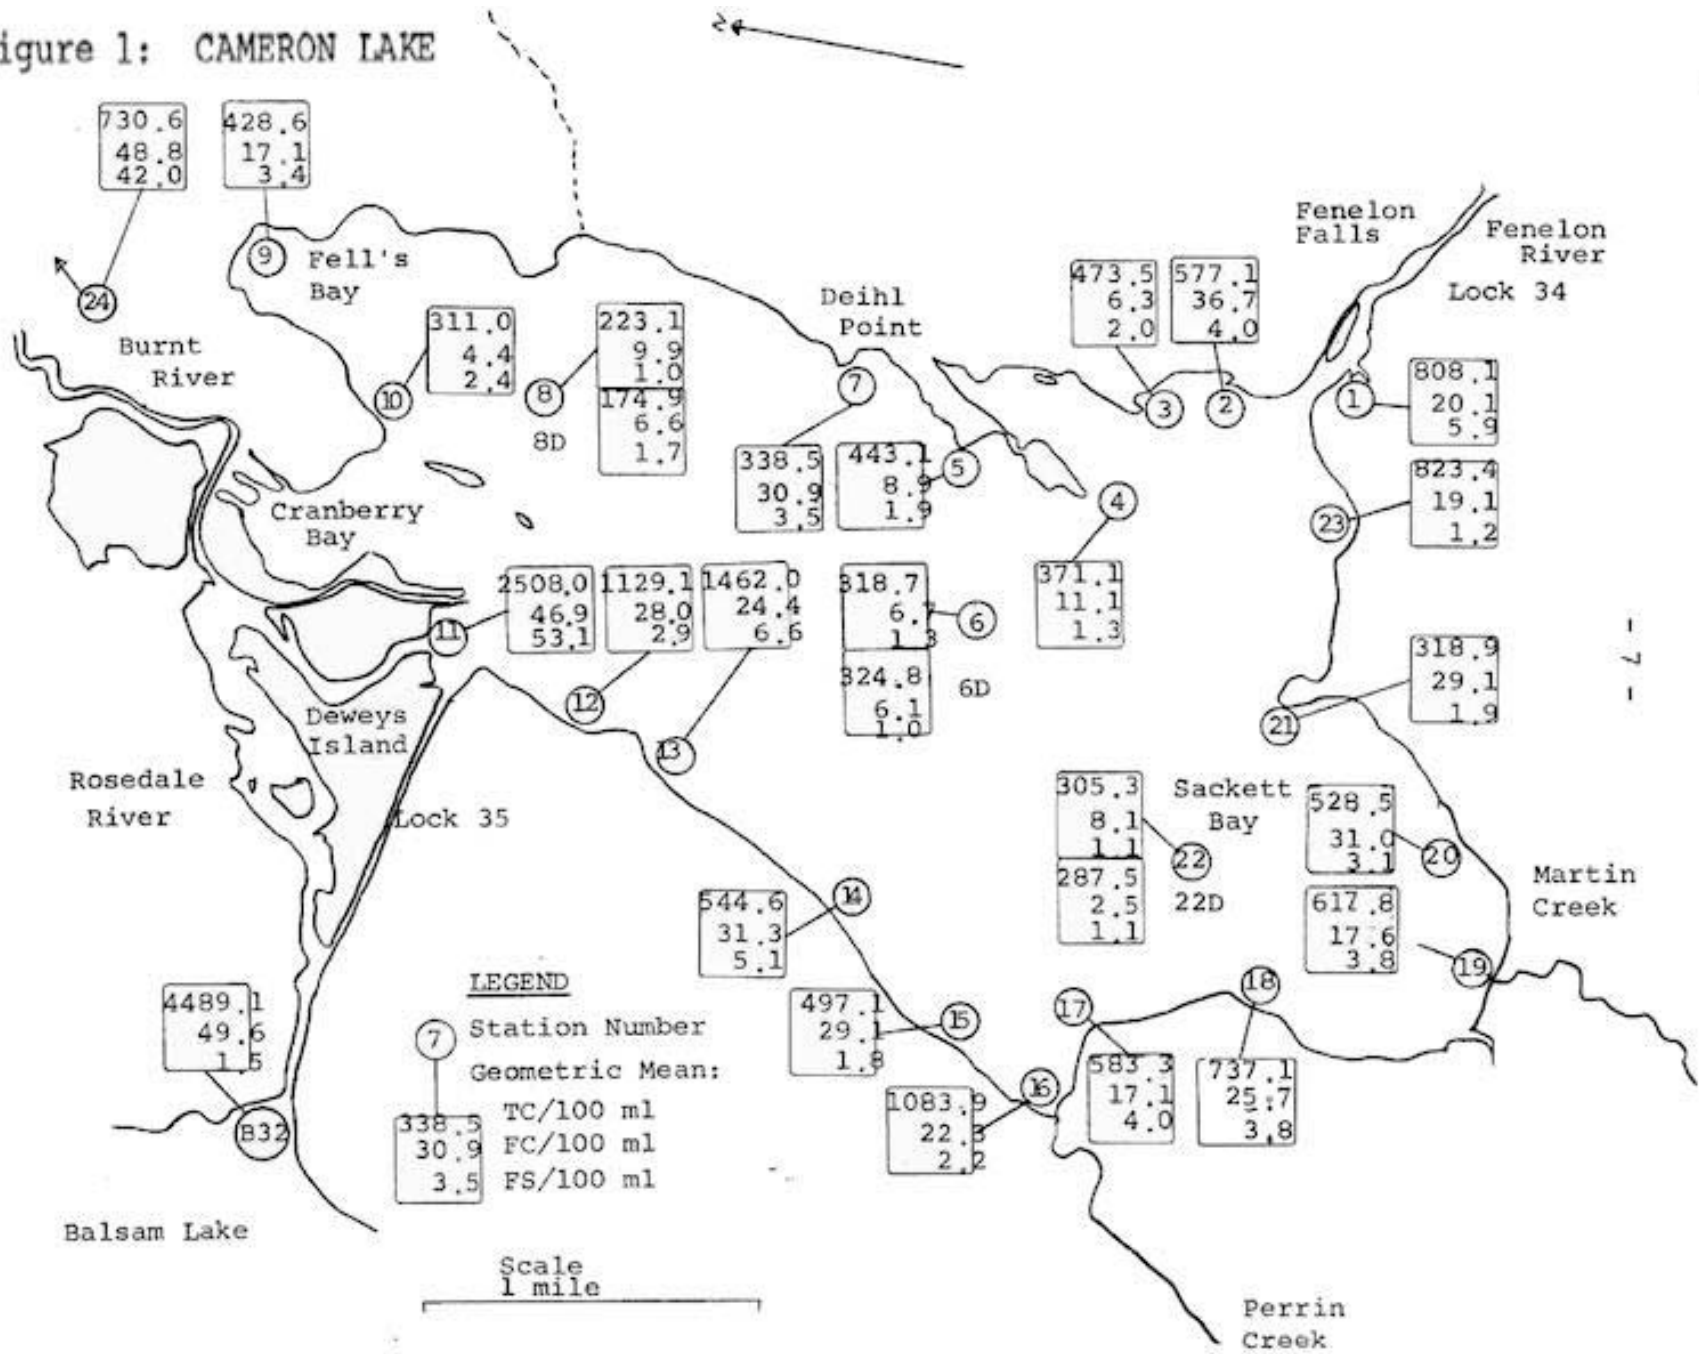 igure 1: CAMERON LAKE
N
730.6
48.8
42.0
428.6
17.1
3.4
9
Fell's
Bay
24
Burnt
River
10
311.0
4.4
2.4
8
8D
223.1
9.9
1.0
174.9
6.6
1.7
Deihl
Point
7
338.5
30.9
3.5
443.1
8.9
1.9
5
473.5
6.3
2.0
577.1
36.7
4.0
3
2
Fenelon
Falls
Fenelon
River
Lock 34
1
808.1
20.1
5.9
823.4
19.1
1.2
23
4
371.1
11.1
1.3
Cranberry
Bay
11
2508.0
46.9
53.1
1129.1
28.0
2.9
1462.0
24.4
6.6
318.7
6.7
1.3
6
324.8
6.1
1.0
6D
12
13
Deweys
Island
Rosedale
River
Lock 35
318.9
29.1
1.9
21
- 7 -
305.3
8.1
1.1
287.5
2.5
1.1
22
22D
Sackett
Bay
528.5
31.0
3.1
20
617.8
17.6
3.8
19
Martin
Creek
544.6
31.3
5.1
14
497.1
29.1
1.8
15
1083.9
22.3
2.2
16
17
583.3
17.1
4.0
18
737.1
25.7
3.8
4489.1
49.6
1.5
B32
Balsam Lake
LEGEND
7
Station Number
Geometric Mean:
338.5
TC/100 ml
30.9
FC/100 ml
3.5
FS/100 ml
Scale
1 mile
Perrin
Creek